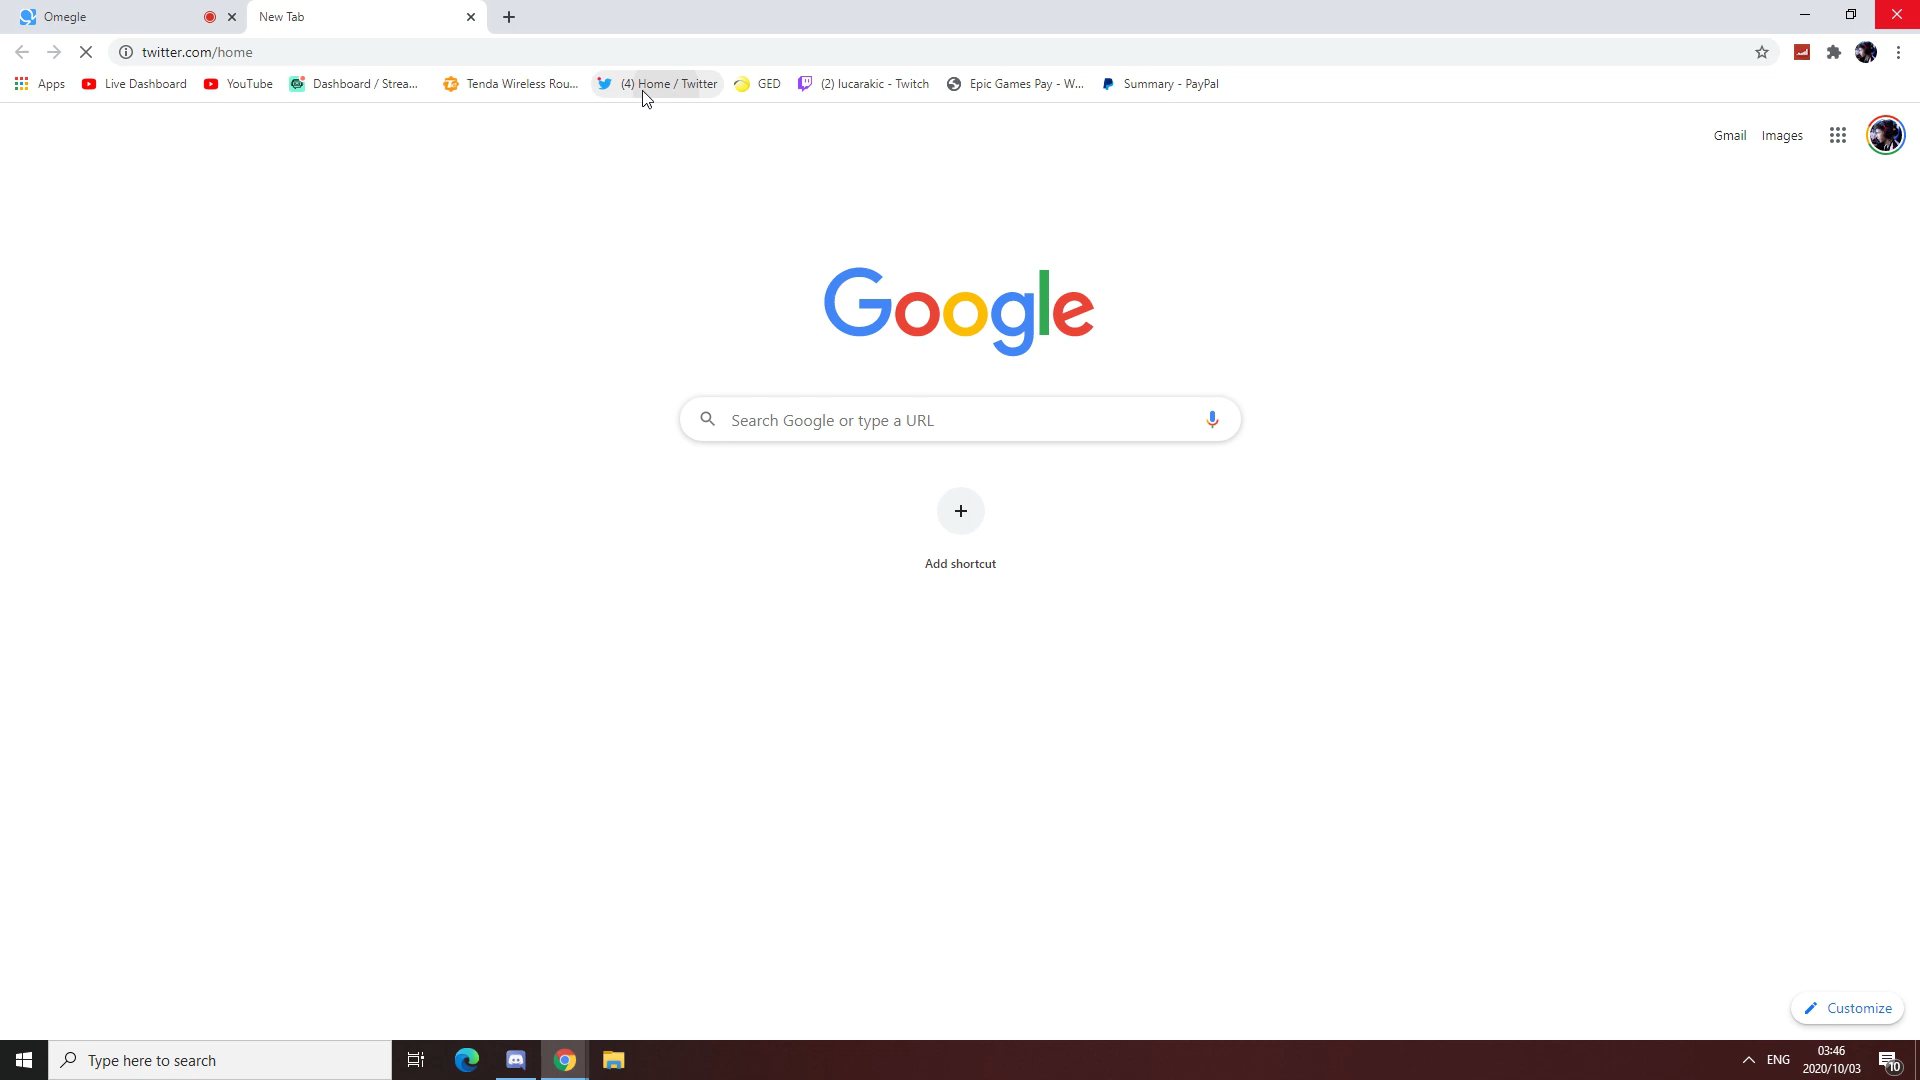 Omegle
New Tab
twitter.com/home
Apps
Live Dashboard
YouTube
Dashboard / Strea...
Tenda Wireless Rou...
(4) Home / Twitter
GED
(2) lucarakic - Twitch
Epic Games Pay - W...
Summary - PayPal
Gmail
Images
Google
Search Google or type a URL
Add shortcut
Customize
Type here to search
ENG
03:46
2020/10/03
10